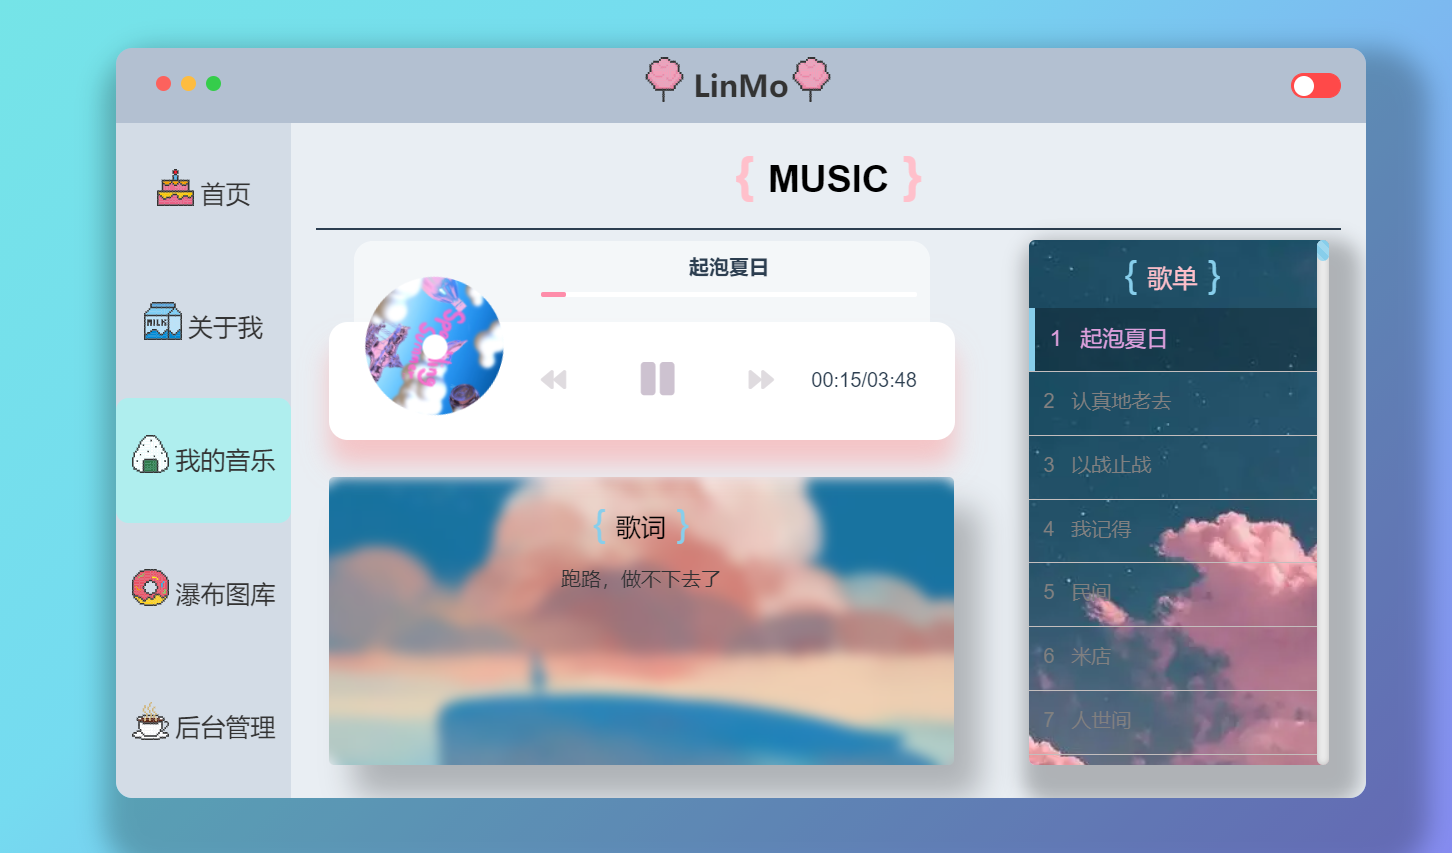 LinMo
首页
关于我
我的音乐
瀑布图库
后台管理
{ MUSIC }
起泡夏日
00:15/03:48
{ 歌词 }
跑路，做不下去了
{ 歌单 }
1 起泡夏日
2 认真地老去
3 以战止战
4 我记得
5 民间
6 米店
7 人世间
MILK